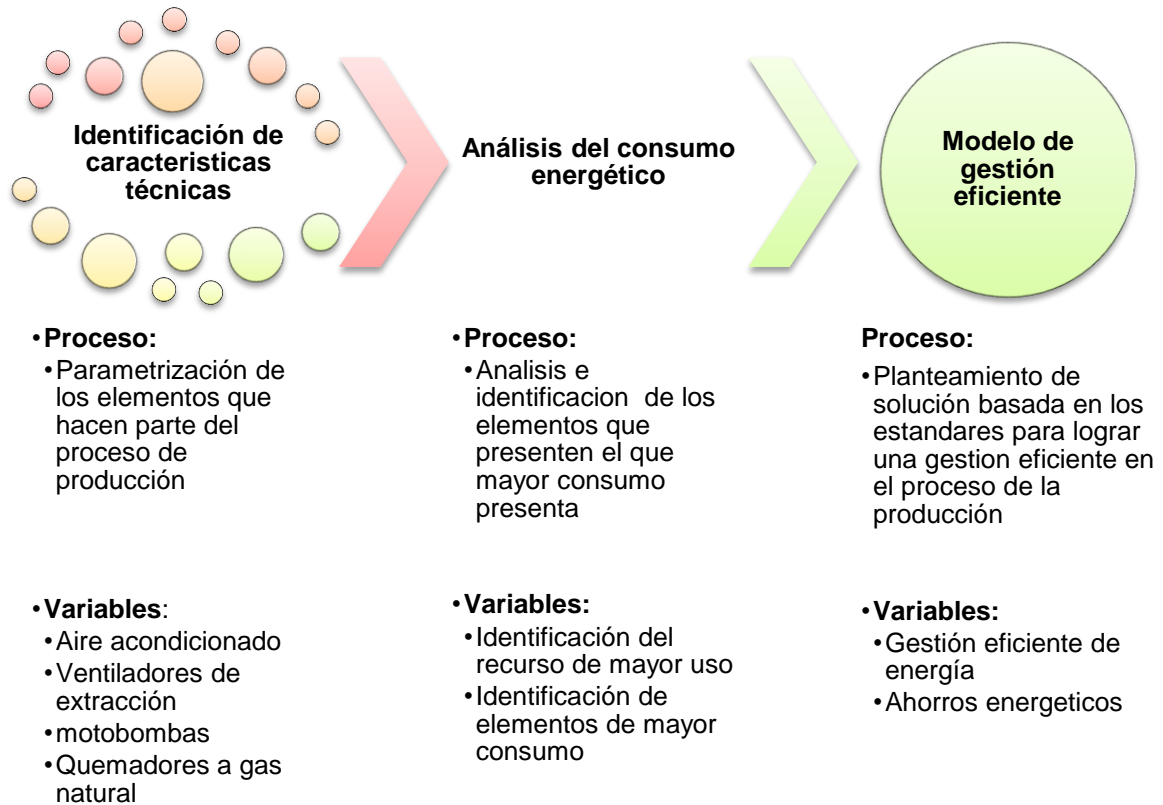 Identificación de
caracteristicas
técnicas
Análisis del consumo
energético
Modelo de
gestión
eficiente
•Proceso:
•Parametrización de
los elementos que
hacen parte del
proceso de
producción
•Variables:
•Aire acondicionado
•Ventiladores de
extracción
•motobombas
•Quemadores a gas
natural
•Proceso:
•Analisis e
identificacion de los
elementos que
presenten el que
mayor consumo
presenta
•Variables:
•Identificación del
recurso de mayor uso
•Identificación de
elementos de mayor
consumo
Proceso:
•Planteamiento de
solución basada en los
estandares para lograr
una gestion eficiente en
el proceso de la
producción
•Variables:
•Gestión eficiente de
energía
•Ahorros energeticos